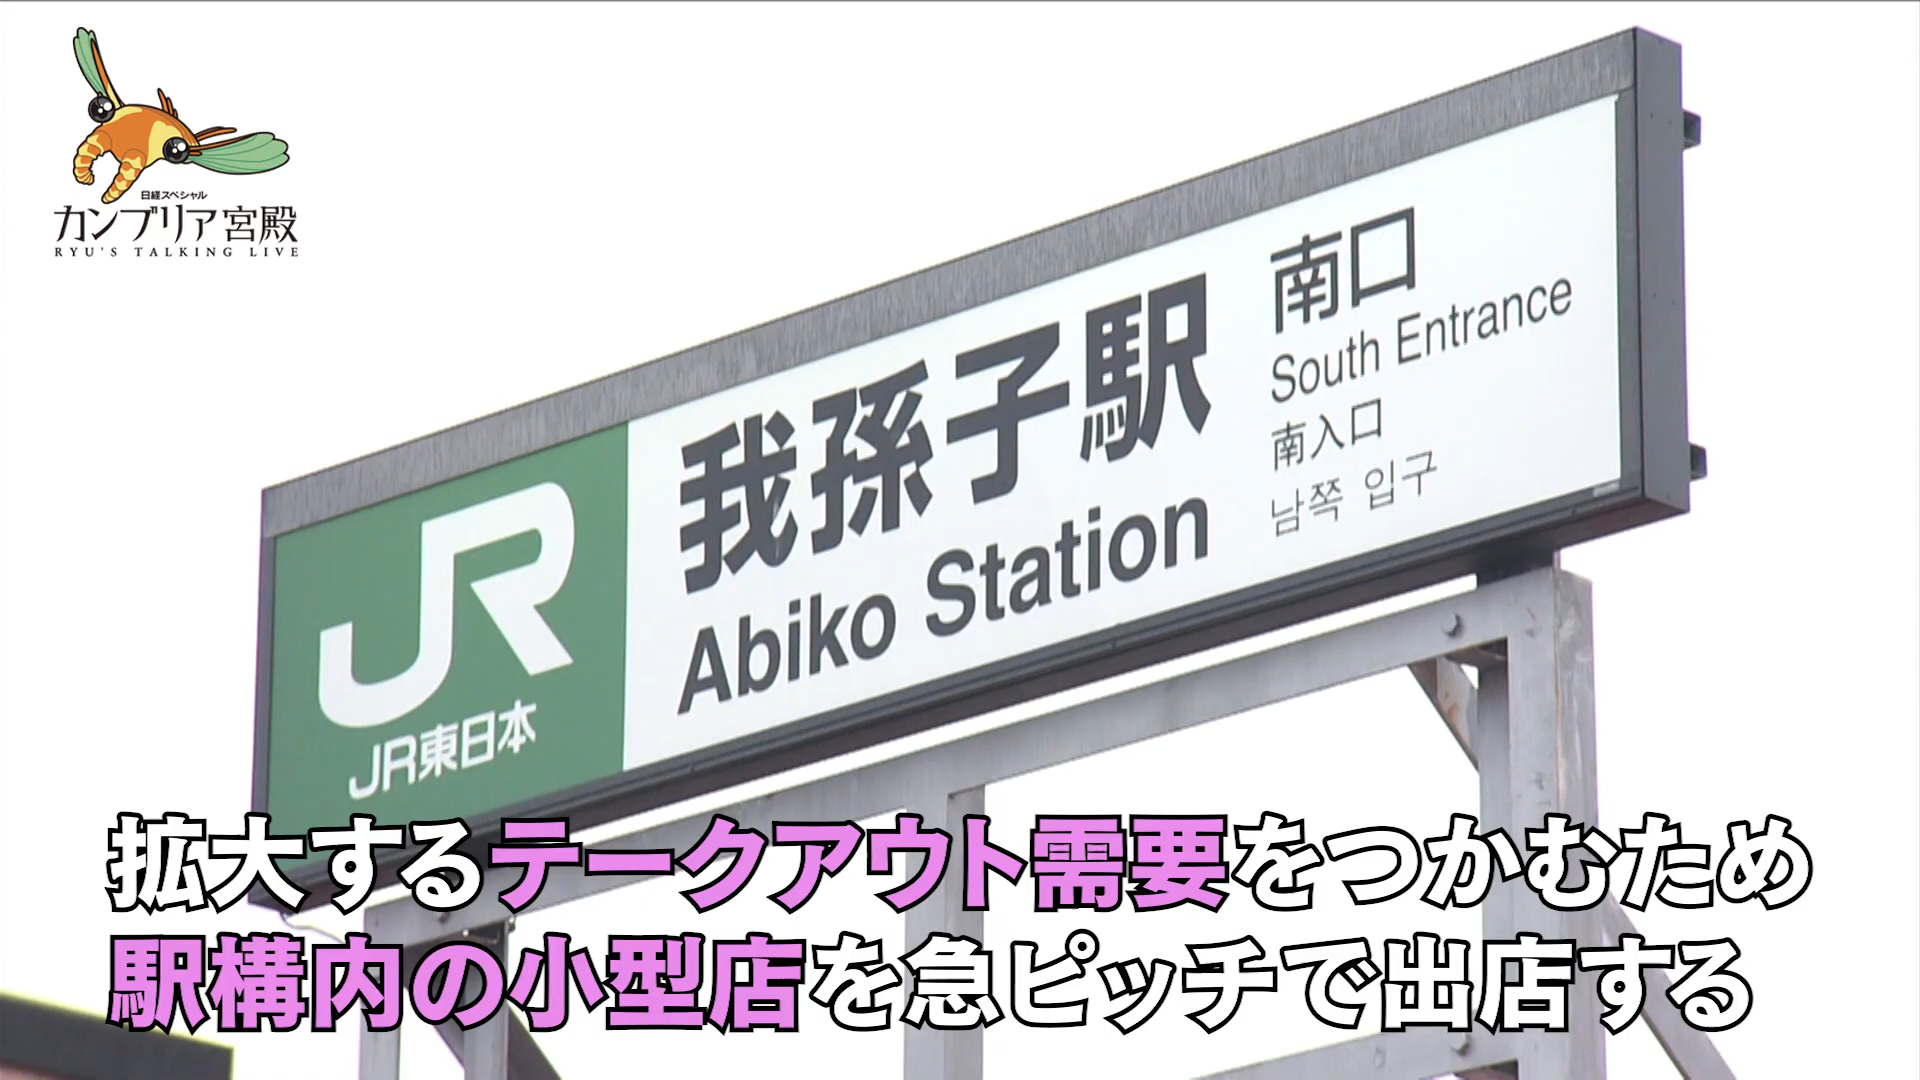 日経スペシャル
カンブリア宮殿
RYU'S TALKING LIVE
JR
JR東日本
我孫子駅
Abiko Station
南口
South Entrance
南入口
남쪽 입구
拡大するテークアウト需要をつかむため
駅構内の小型店を急ピッチで出店する